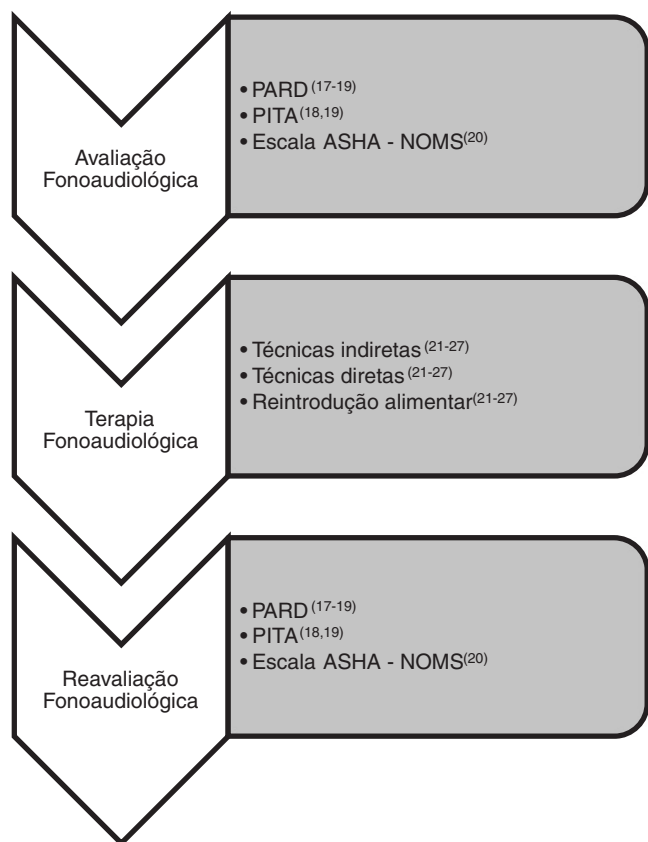 Avaliação
Fonoaudiológica
• PARD (17-19)
• PITA (18,19)
• Escala ASHA - NOMS (20)
Terapia
Fonoaudiológica
• Técnicas indiretas (21-27)
• Técnicas diretas (21-27)
• Reintrodução alimentar (21-27)
Reavaliação
Fonoaudiológica
• PARD (17-19)
• PITA (18,19)
• Escala ASHA - NOMS (20)